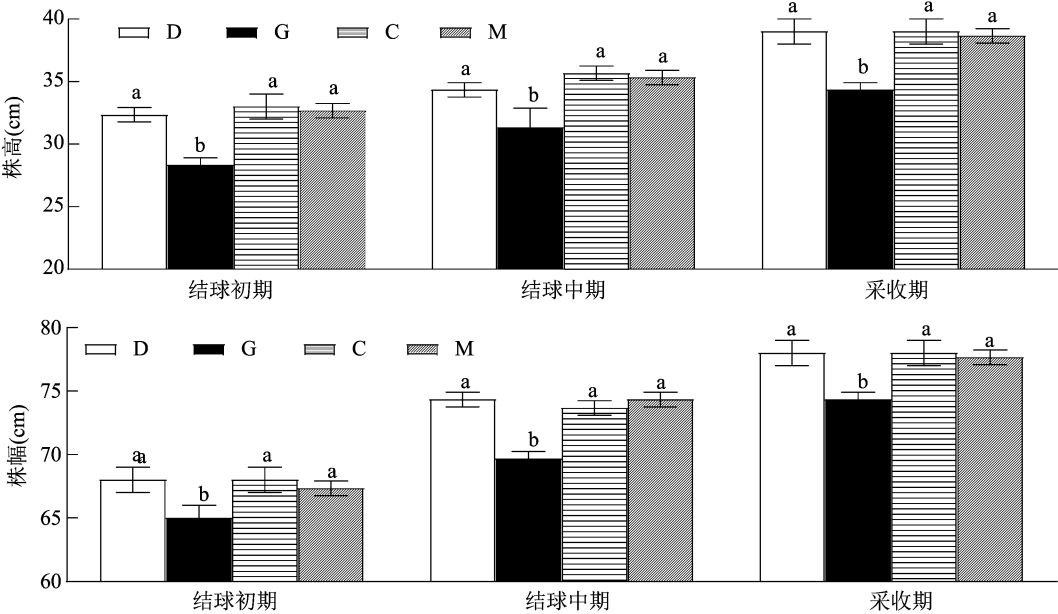 40
35
30
25
20
株高(cm)
D G C M
a b a a
a b a a
a b a a
结球初期 结球中期 采收期
80
75
70
65
60
株幅(cm)
D G C M
a a b a a
a b a a
a b a a
结球初期 结球中期 采收期